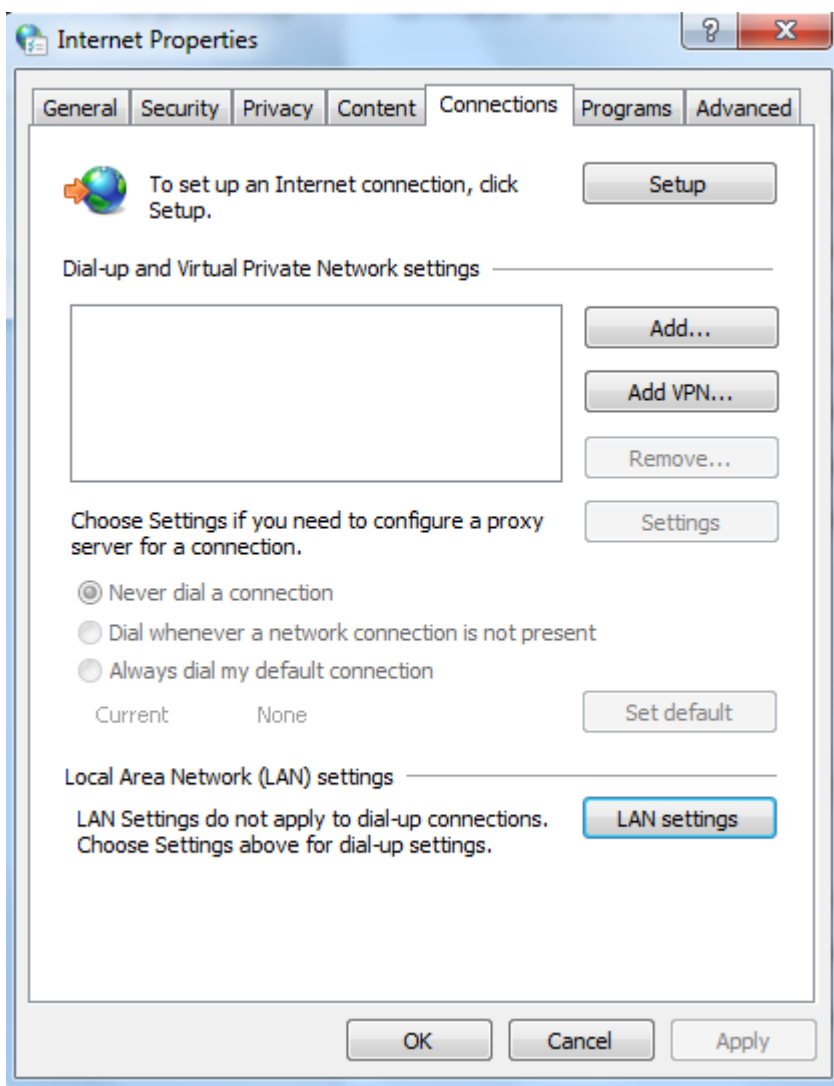 Internet Properties
?
General Security Privacy Content Connections Programs Advanced
To set up an Internet connection, click
Setup.
Setup
Dial-up and Virtual Private Network settings
Add...
Add VPN...
Remove...
Choose Settings if you need to configure a proxy
server for a connection.
Settings
Never dial a connection
Dial whenever a network connection is not present
Always dial my default connection
Current None
Set default
Local Area Network (LAN) settings
LAN Settings do not apply to dial-up connections.
Choose Settings above for dial-up settings.
LAN settings
OK Cancel Apply